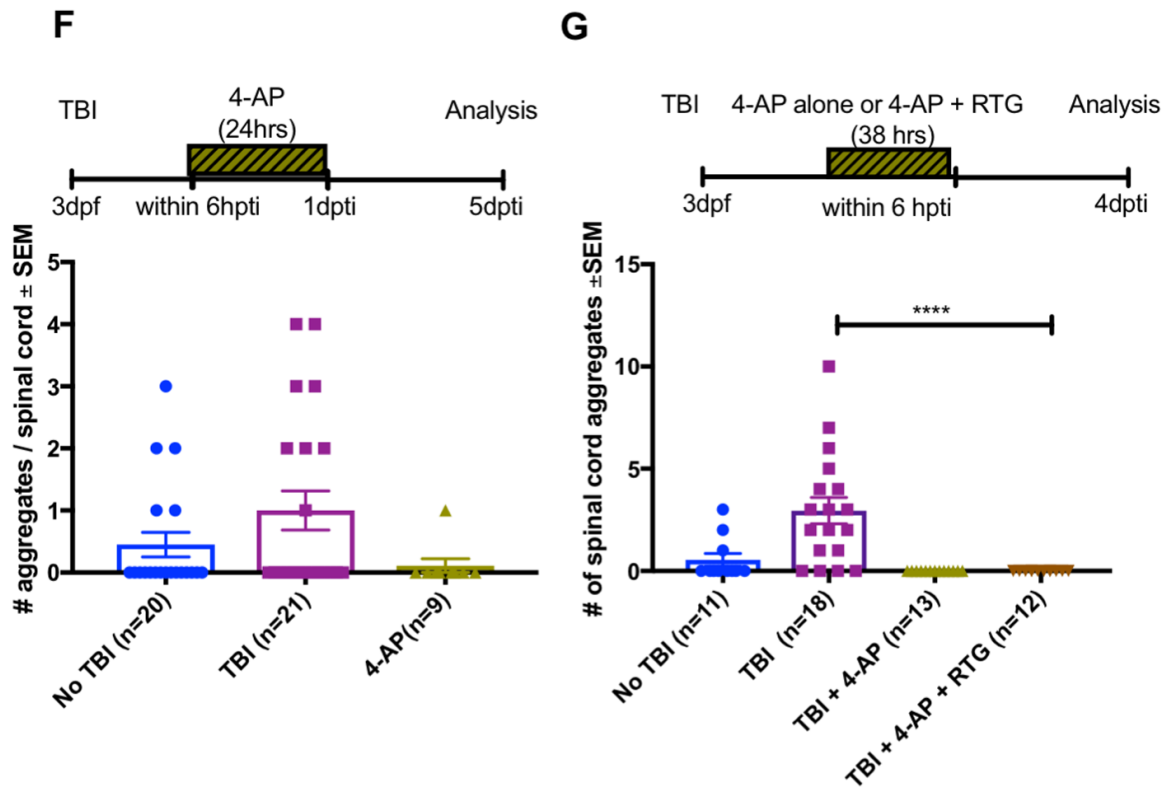 F
TBI
4-AP
(24hrs)
Analysis
3dpf
within 6hpti
1dpti
5dpti
# aggregates / spinal cord ± SEM
5
4
3
2
1
0
No TBI (n=20)
TBI (n=21)
4-AP(n=9)
G
TBI
4-AP alone or 4-AP + RTG
(38 hrs)
Analysis
3dpf
within 6 hpti
4dpti
# of spinal cord aggregates ±SEM
15
10
5
0
****
No TBI (n=11)
TBI (n=18)
TBI + 4-AP (n=13)
TBI + 4-AP + RTG (n=12)